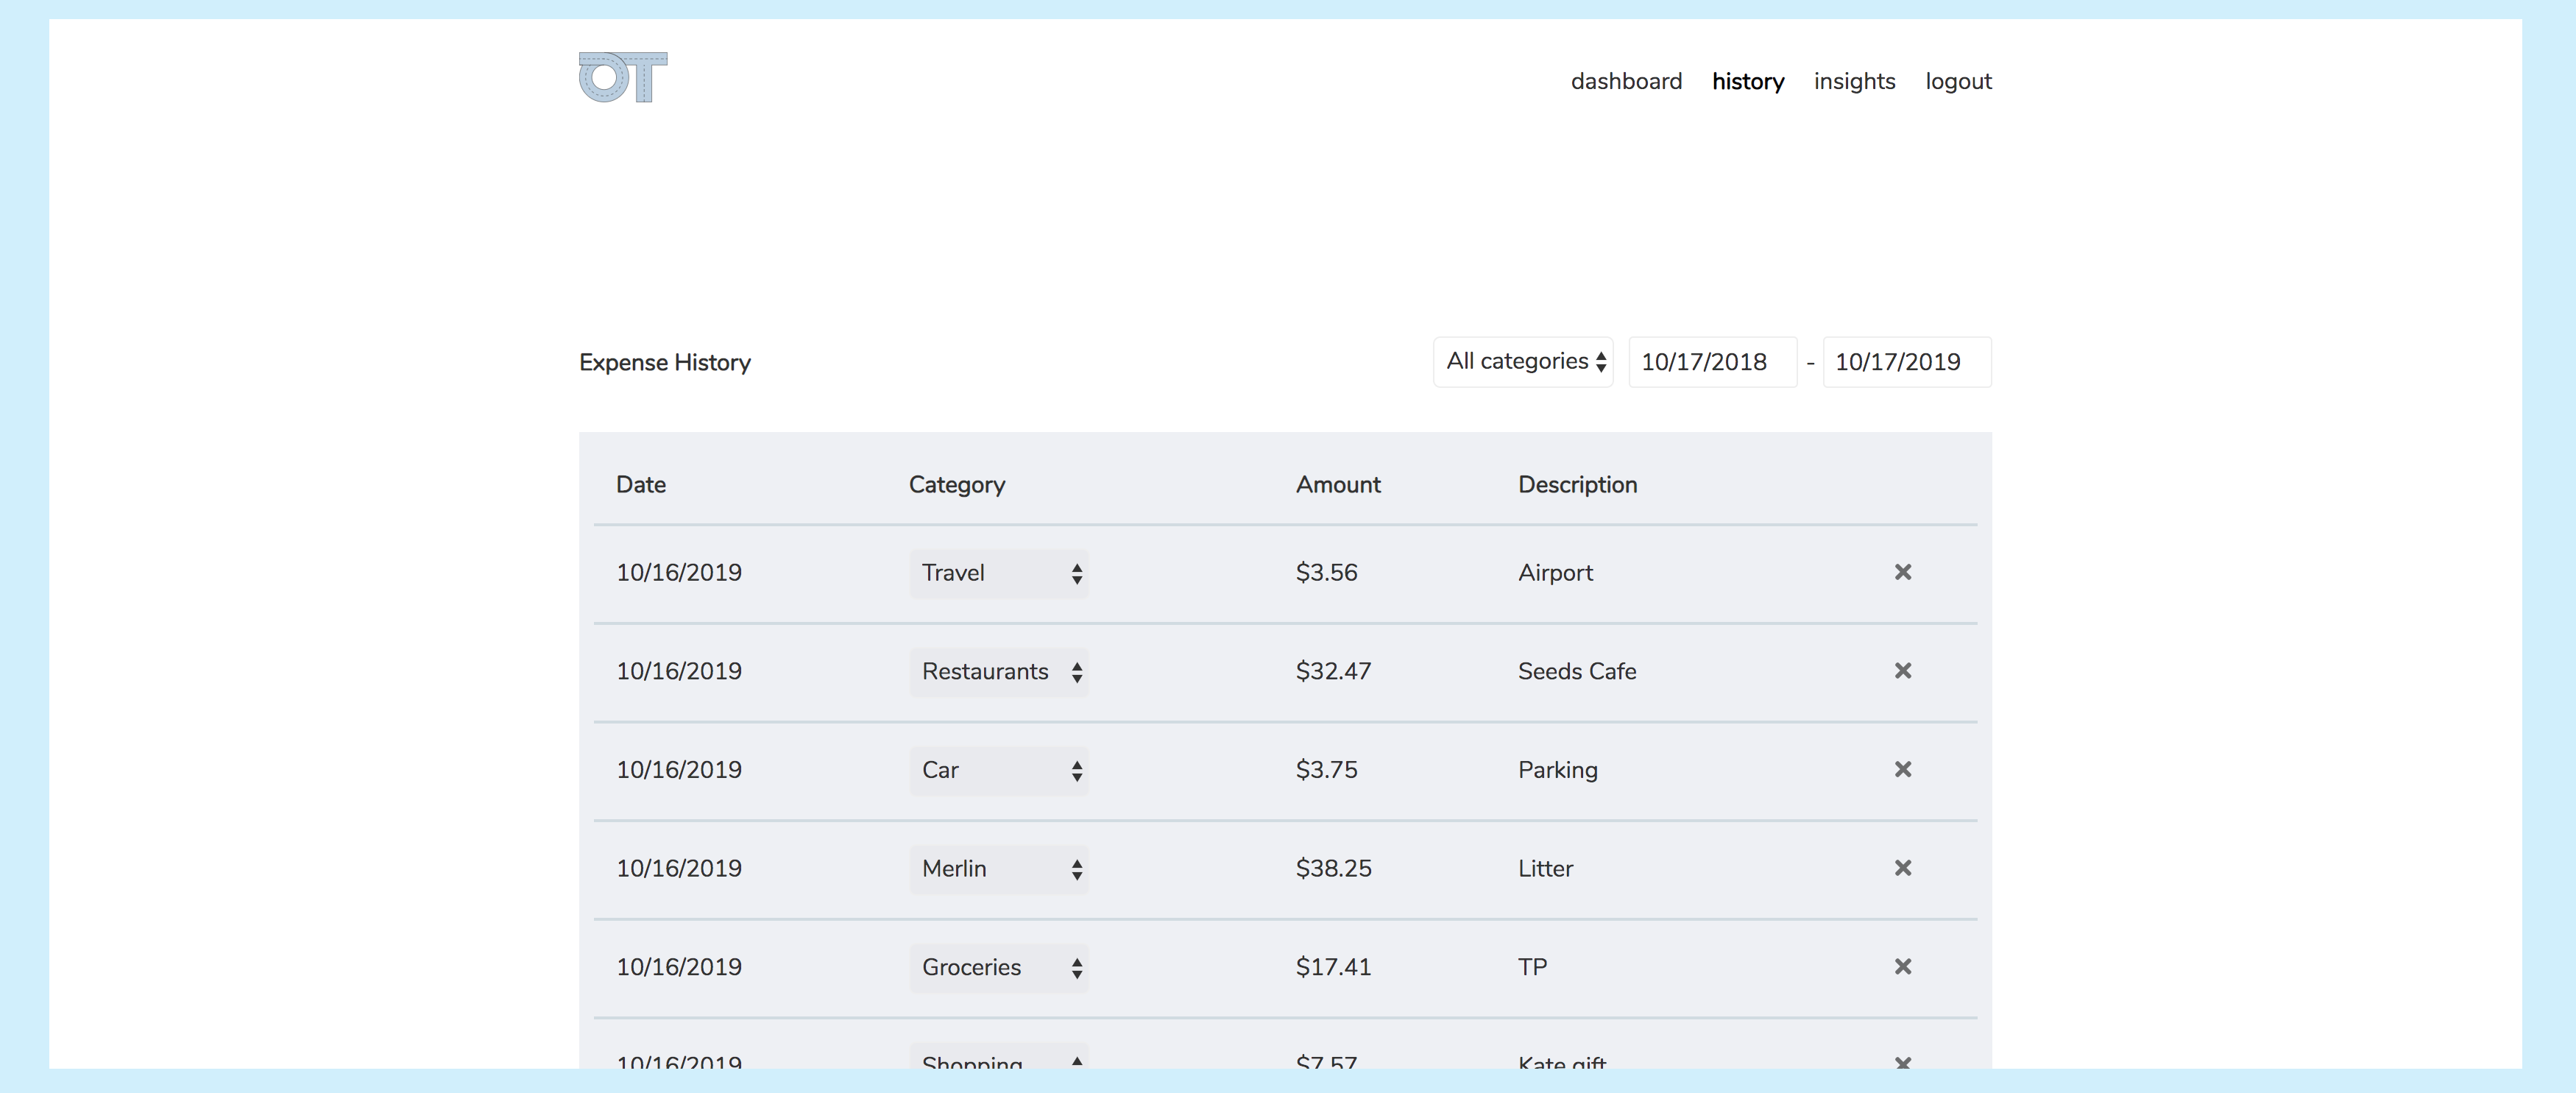 OT
dashboard history insights logout
Expense History All categories 10/17/2018 - 10/17/2019
Date Category Amount Description
10/16/2019 Travel $3.56 Airport
10/16/2019 Restaurants $32.47 Seeds Cafe
10/16/2019 Car $3.75 Parking
10/16/2019 Merlin $38.25 Litter
10/16/2019 Groceries $17.41 TP
10/16/2019 Shopping $7.57 Kate gift